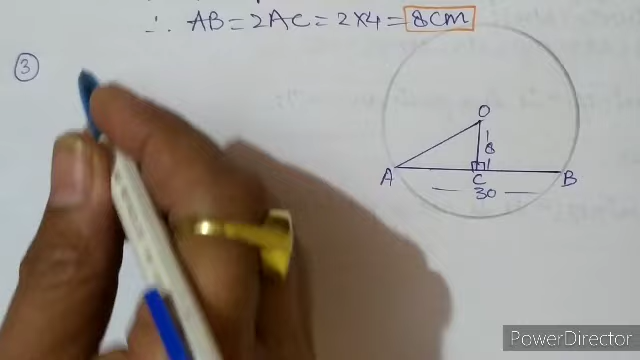 ∴ AB = 2AC = 2×4 = 8cm
③
O
8
A C B
30
PowerDirector